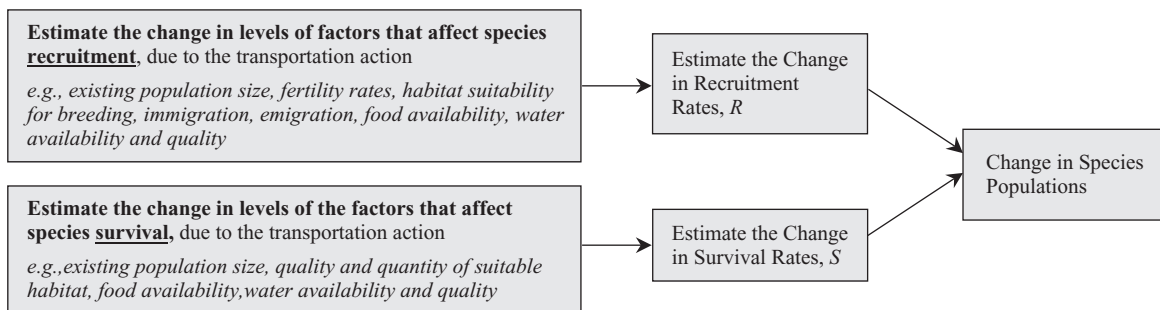 Estimate the change in levels of factors that affect species
recruitment, due to the transportation action
e.g., existing population size, fertility rates, habitat suitability
for breeding, immigration, emigration, food availability, water
availability and quality
Estimate the Change
in Recruitment
Rates, R
Change in Species
Populations
Estimate the change in levels of the factors that affect
species survival, due to the transportation action
e.g.,existing population size, quality and quantity of suitable
habitat, food availability,water availability and quality
Estimate the Change
in Survival Rates, S